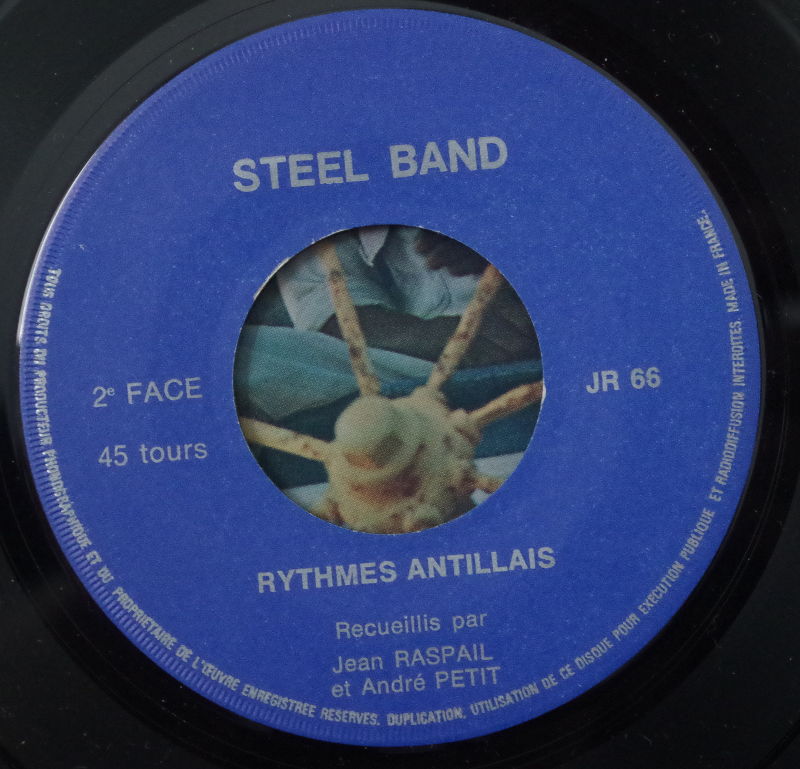 STEEL BAND
2e FACE
45 tours
JR 66
RYTHMES ANTILLAIS
Recueillis par
Jean RASPAIL
et André PETIT
TOUS DROITS DU PRODUCTEUR PHONOGRAPHIQUE ET DU PROPRIETAIRE DE L'ŒUVRE ENREGISTREE RESERVES. DUPLICATION, UTILISATION DE CE DISQUE POUR EXECUTION PUBLIQUE ET RADIODIFFUSION INTERDITES. MADE IN FRANCE.